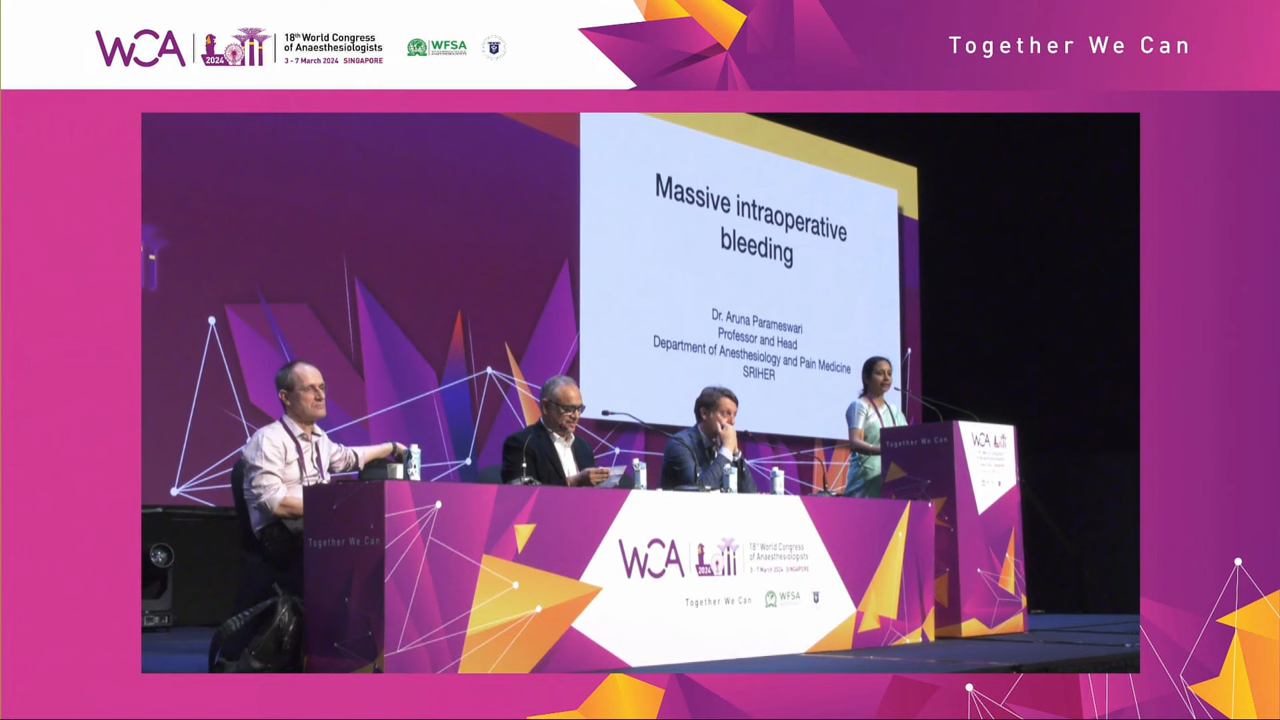 WCA
2024
18th World Congress
of Anaesthesiologists
3 - 7 March 2024 SINGAPORE
WFSA
Together We Can
Massive intraoperative
bleeding
Dr. Aruna Parameswari
Professor and Head
Department of Anesthesiology and Pain Medicine
SRIHER
Together We Can
WCA
Together We Can
WCA
2024
18th World Congress
of Anaesthesiologists
3 - 7 March 2024 SINGAPORE
Together We Can
WFSA